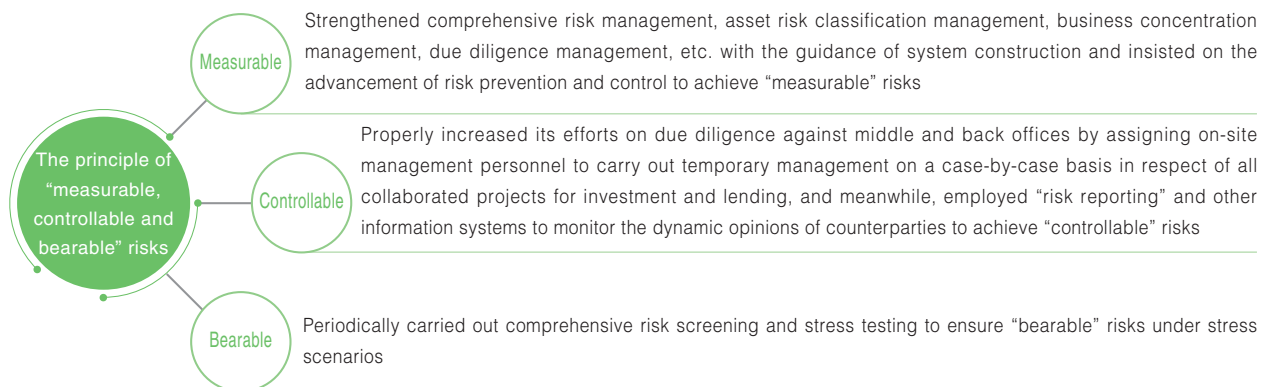 The principle of
“measurable,
controllable and
bearable” risks
Measurable
Strengthened comprehensive risk management, asset risk classification management, business concentration
management, due diligence management, etc. with the guidance of system construction and insisted on the
advancement of risk prevention and control to achieve “measurable” risks
Controllable
Properly increased its efforts on due diligence against middle and back offices by assigning on-site
management personnel to carry out temporary management on a case-by-case basis in respect of all
collaborated projects for investment and lending, and meanwhile, employed “risk reporting” and other
information systems to monitor the dynamic opinions of counterparties to achieve “controllable” risks
Bearable
Periodically carried out comprehensive risk screening and stress testing to ensure “bearable” risks under stress
scenarios